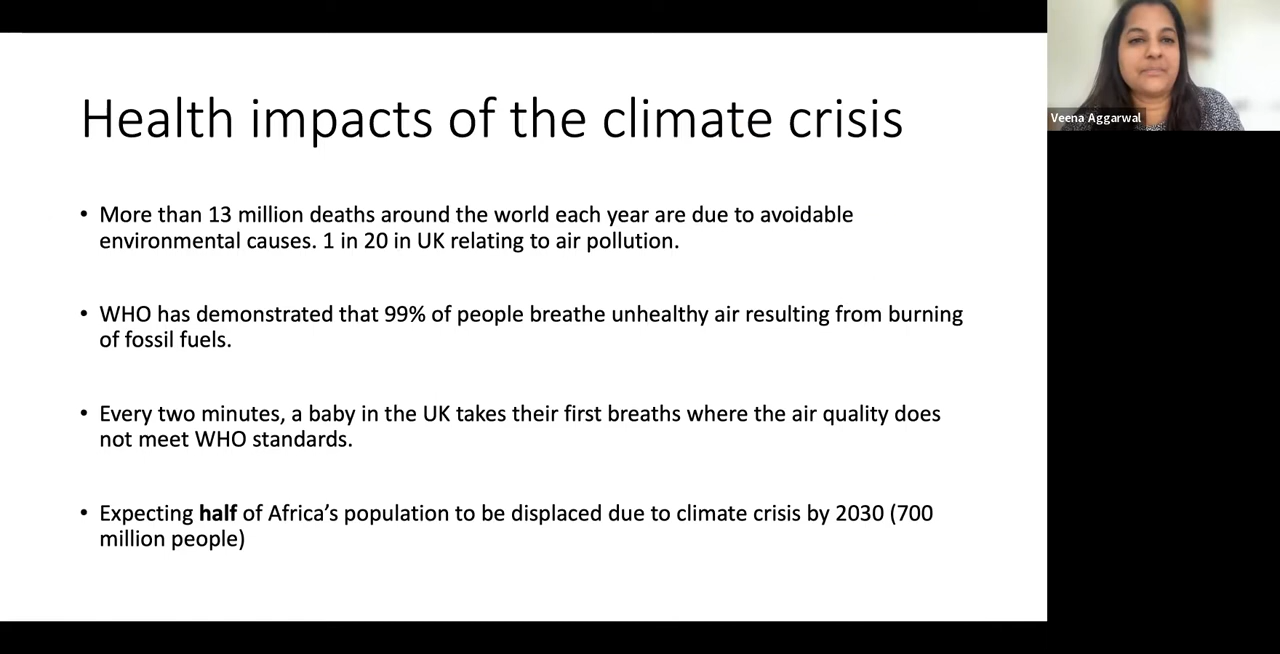 Health impacts of the climate crisis
• More than 13 million deaths around the world each year are due to avoidable
environmental causes. 1 in 20 in UK relating to air pollution.
• WHO has demonstrated that 99% of people breathe unhealthy air resulting from burning
of fossil fuels.
• Every two minutes, a baby in the UK takes their first breaths where the air quality does
not meet WHO standards.
• Expecting half of Africa’s population to be displaced due to climate crisis by 2030 (700
million people)
Veena Aggarwal